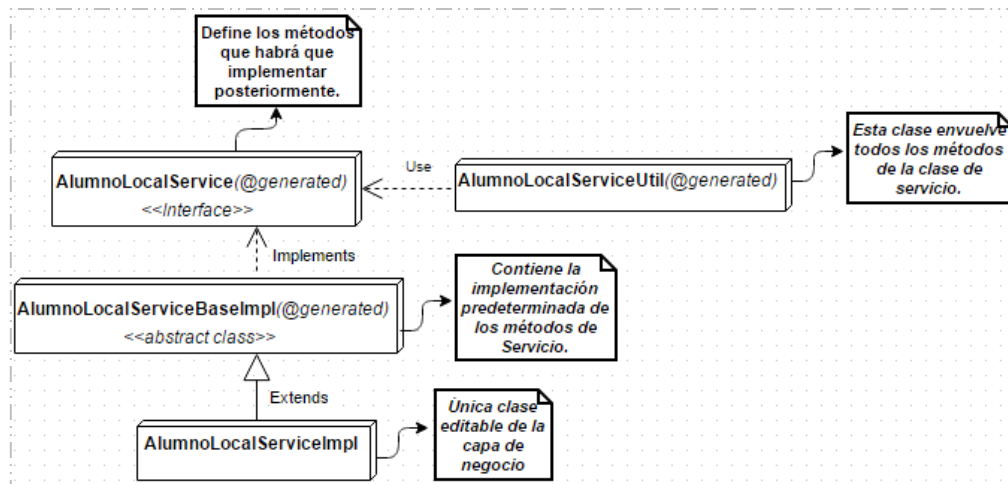 Define los métodos
que habrá que
implementar
posteriormente.
AlumnoLocalService(@generated)
<<Interface>>
Use
AlumnoLocalServiceUtil(@generated)
Esta clase envuelve
todos los métodos
de la clase de
servicio.
Implements
AlumnoLocalServiceBaseImpl(@generated)
<<abstract class>>
Contiene la
implementación
predeterminada de
los métodos de
Servicio.
Extends
AlumnoLocalServiceImpl
Única clase
editable de la
capa de
negocio